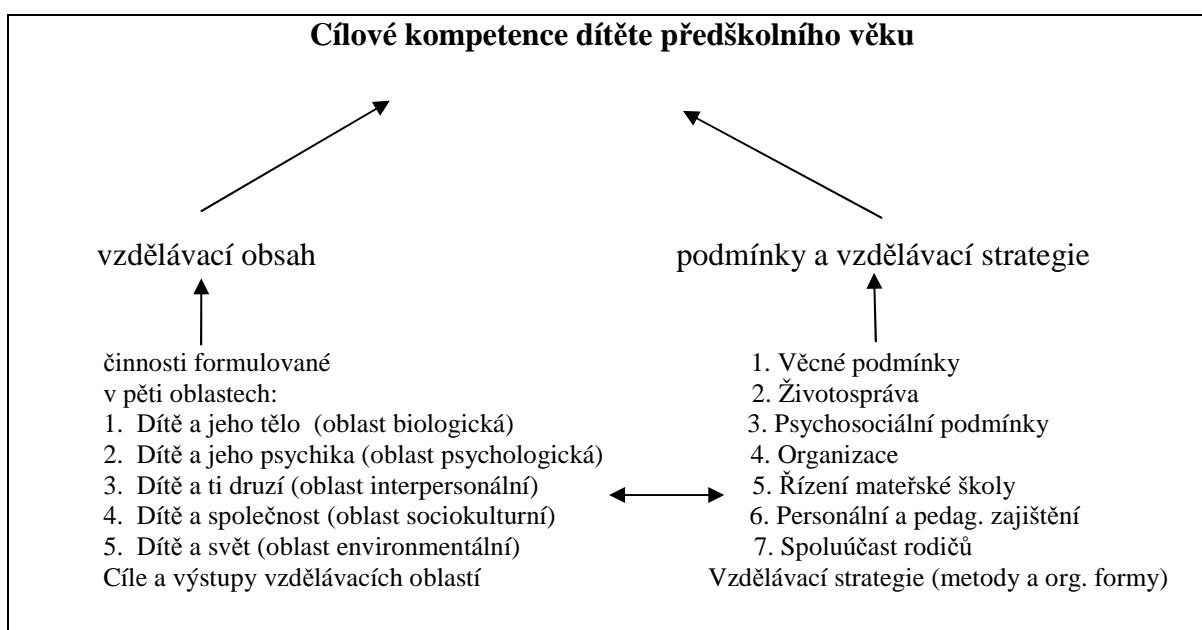 Cílové kompetence dítěte předškolního věku
vzdělávací obsah
podmínky a vzdělávací strategie
činnosti formulované
v pěti oblastech:
1. Dítě a jeho tělo (oblast biologická)
2. Dítě a jeho psychika (oblast psychologická)
3. Dítě a ti druzí (oblast interpersonální)
4. Dítě a společnost (oblast sociokulturní)
5. Dítě a svět (oblast environmentální)
Cíle a výstupy vzdělávacích oblastí
1. Věcné podmínky
2. Životospráva
3. Psychosociální podmínky
4. Organizace
5. Řízení mateřské školy
6. Personální a pedag. zajištění
7. Spoluúčast rodičů
Vzdělávací strategie (metody a org. formy)